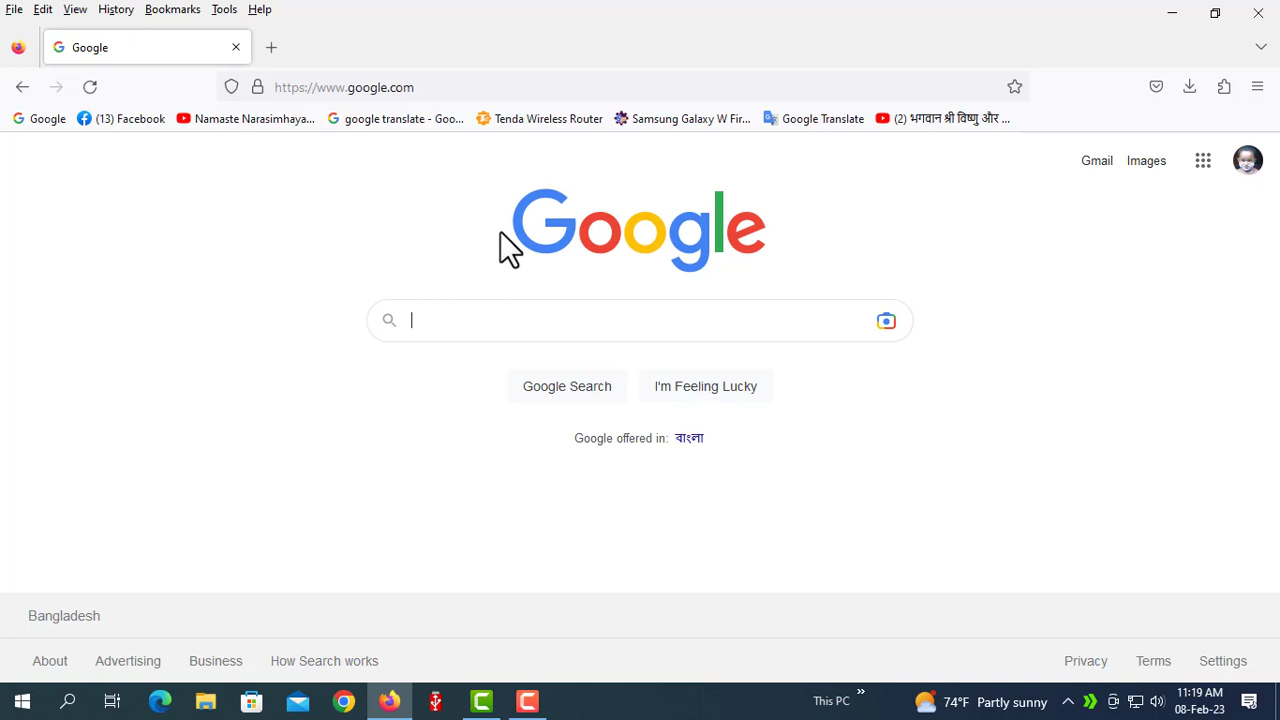 File Edit View History Bookmarks Tools Help
Google
https://www.google.com
Google (13) Facebook Namaste Narasimhaya... google translate - Goo... Tenda Wireless Router Samsung Galaxy W Fir... Google Translate (2) भगवान श्री विष्णु और ...
Gmail Images
Google
Google Search I'm Feeling Lucky
Google offered in: বাংলা
Bangladesh
About Advertising Business How Search works Privacy Terms Settings
This PC 74°F Partly sunny 11:19 AM
08-Feb-23